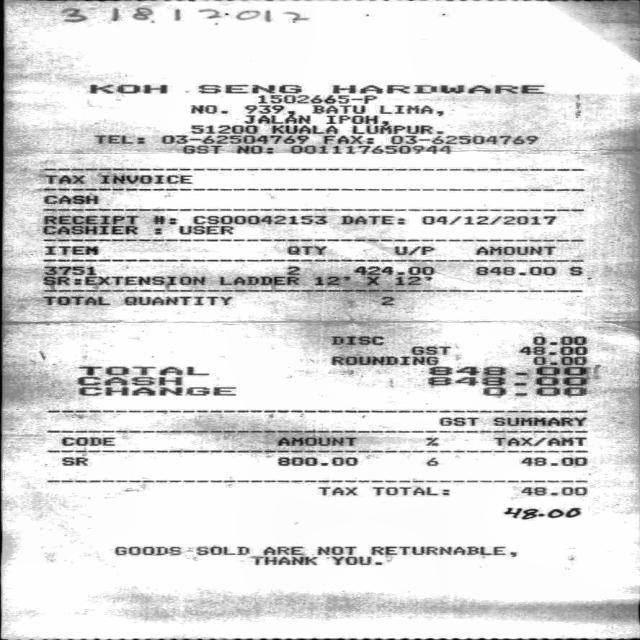 KOH SENG HARDWARE
1502665-P
NO. 939, BATU LIMA,
JALAN IPOH,
51200 KUALA LUMPUR.
TEL: 03-62504769 FAX: 03-62504769
GST NO: 001117650944
TAX INVOICE
CASH
RECEIPT #: CS00042153 DATE: 04/12/2017
CASHIER : USER
ITEM QTY U/P AMOUNT
3751 2 424.00 848.00 S
SR:EXTENSION LADDER 12' X 12'
TOTAL QUANTITY 2
DISC 0.00
GST 48.00
ROUNDING 0.00
TOTAL 848.00
CASH 848.00
CHANGE 0.00
GST SUMMARY
CODE AMOUNT % TAX/AMT
SR 800.00 6 48.00
TAX TOTAL: 48.00
48.00
GOODS SOLD ARE NOT RETURNABLE,
THANK YOU.